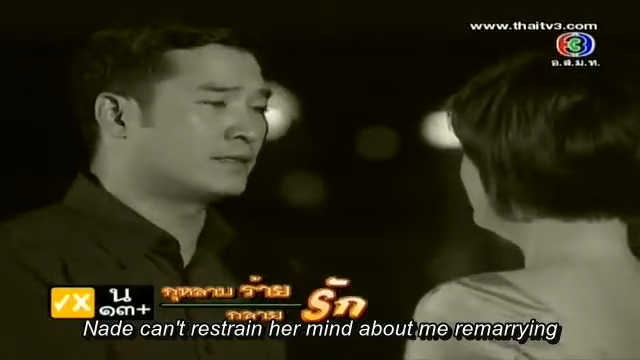 www.thaitv3.com
3
อ.ส.ม.ท.
✓X
น
๑๓+
กุหลาบ ร้าย
กลาย รัก
Nade can't restrain her mind about me remarrying